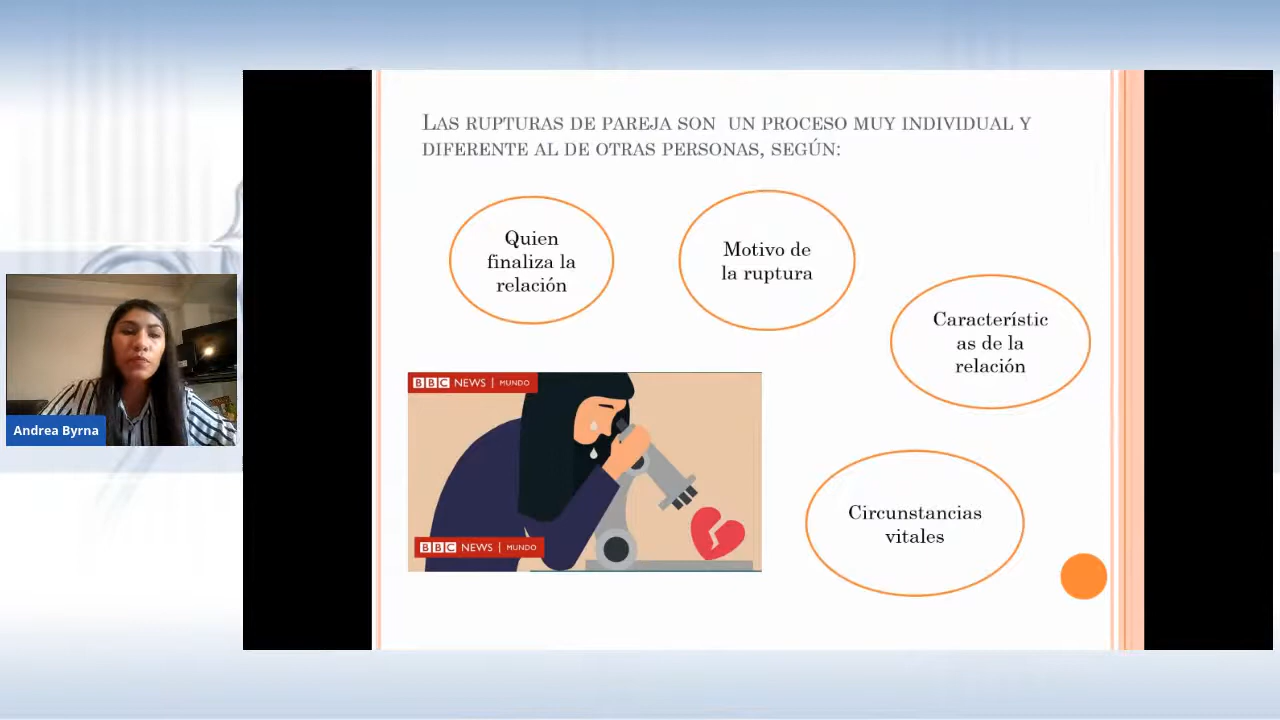 LAS RUPTURAS DE PAREJA SON UN PROCESO MUY INDIVIDUAL Y
DIFERENTE AL DE OTRAS PERSONAS, SEGÚN:
Quien
finaliza la
relación
Motivo de
la ruptura
Característic
as de la
relación
BBC NEWS | MUNDO
Andrea Byrna
Circunstancias
vitales
BBC NEWS | MUNDO